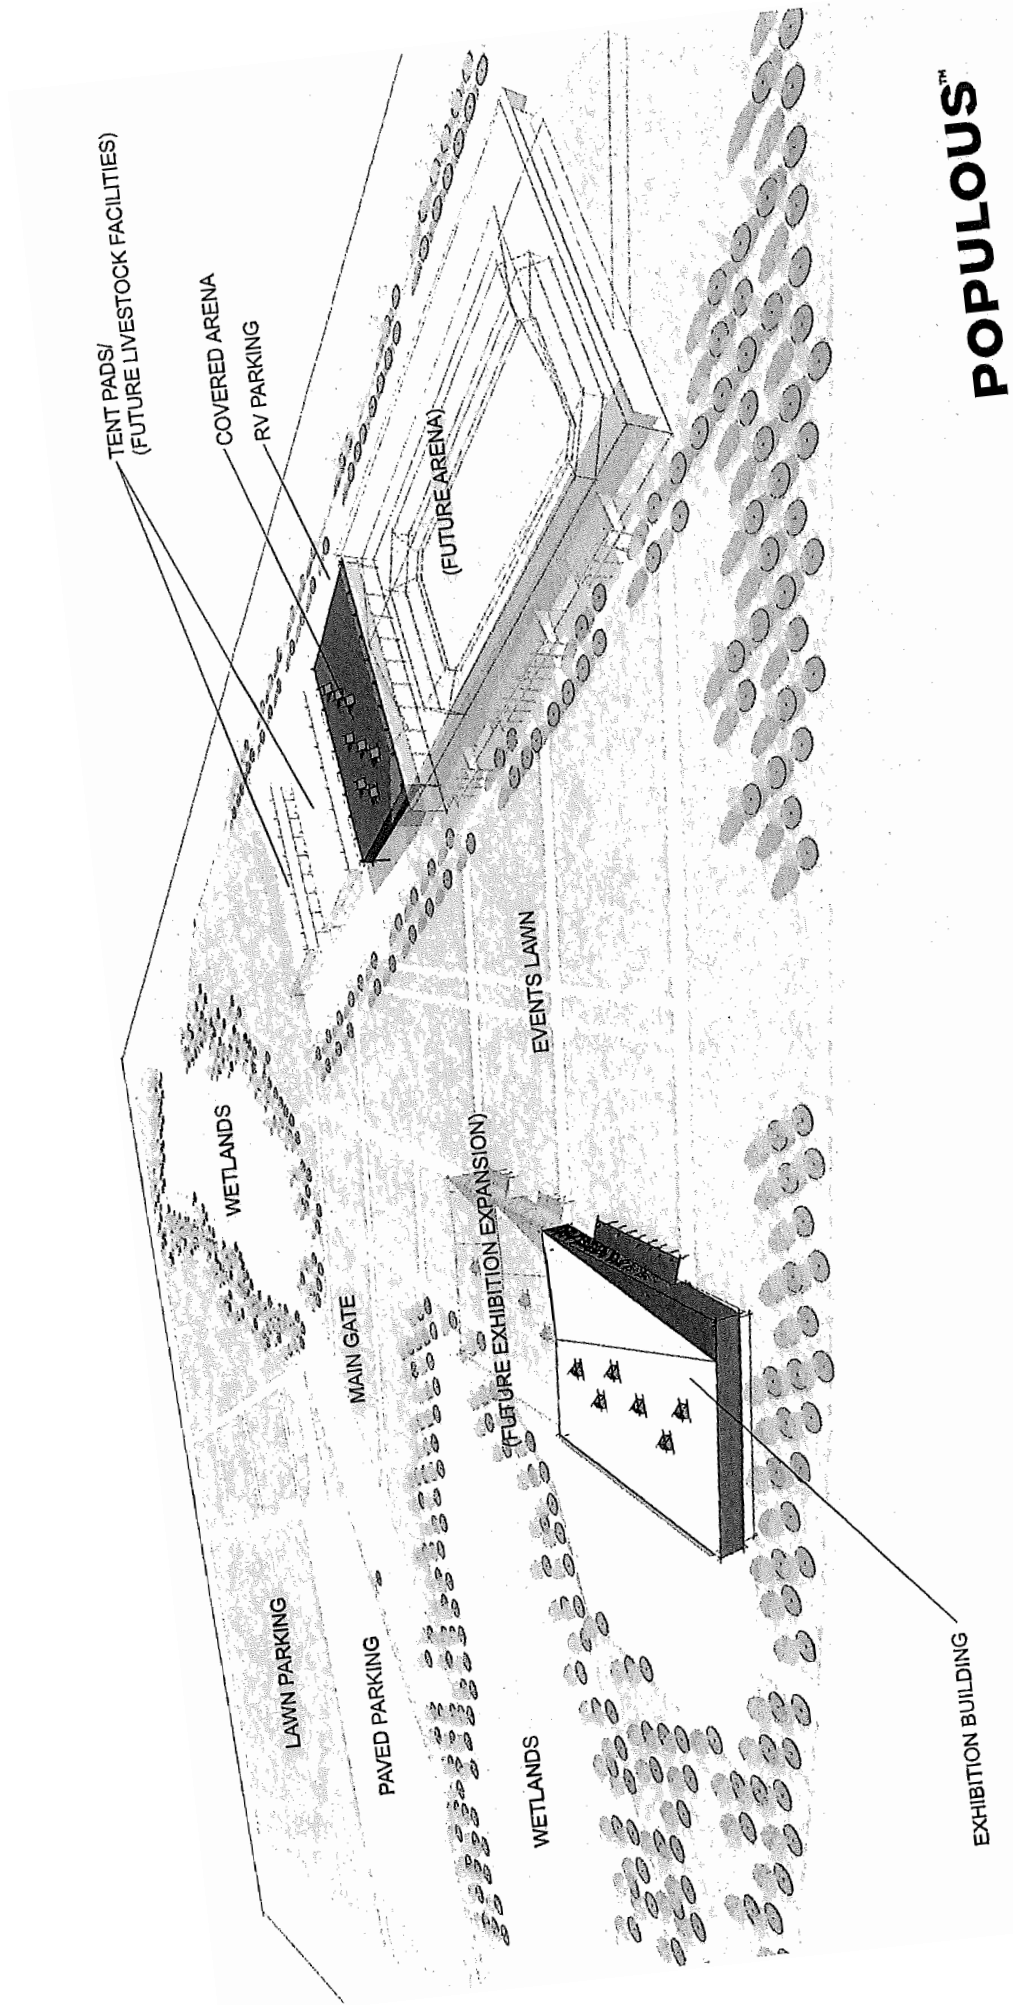 TENT PADS/
(FUTURE LIVESTOCK FACILITIES)
COVERED ARENA
RV PARKING
WETLANDS
(FUTURE ARENA)
LAWN PARKING
MAIN GATE
PAVED PARKING
(FUTURE EXHIBITION EXPANSION)
EVENTS LAWN
WETLANDS
EXHIBITION BUILDING
POPULOUS™